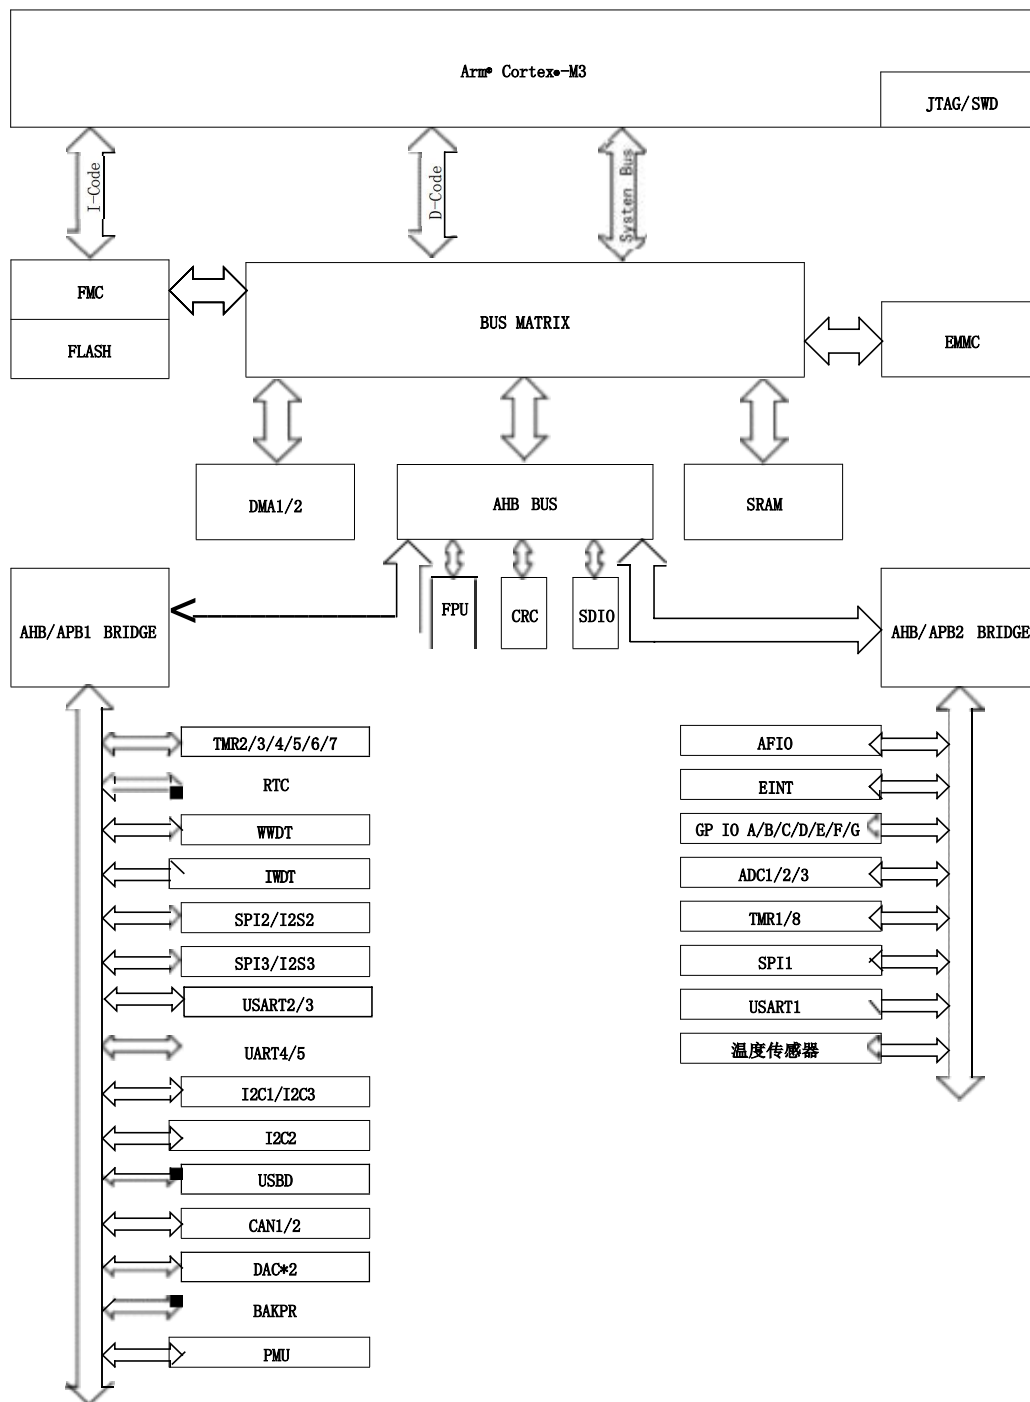 Arm® Cortex®-M3
JTAG/SWD
I-Code
D-Code
Systen Bus
FMC
FLASH
BUS MATRIX
EMMC
DMA1/2
AHB BUS
SRAM
FPU
CRC
SDIO
AHB/APB1 BRIDGE
AHB/APB2 BRIDGE
TMR2/3/4/5/6/7
RTC
WWDT
IWDT
SPI2/I2S2
SPI3/I2S3
USART2/3
UART4/5
I2C1/I2C3
I2C2
USBD
CAN1/2
DAC*2
BAKPR
PMU
AFIO
EINT
GP IO A/B/C/D/E/F/G
ADC1/2/3
TMR1/8
SPI1
USART1
温度传感器